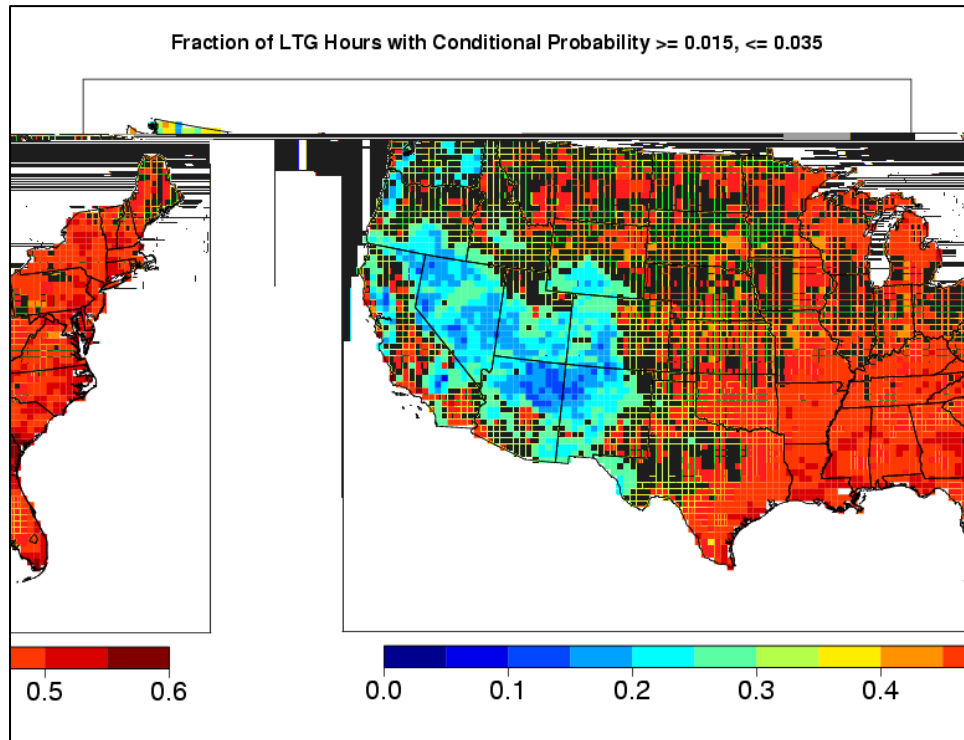 Fraction of LTG Hours with Conditional Probability >= 0.015, <= 0.035
0.5 0.6 0.0 0.1 0.2 0.3 0.4